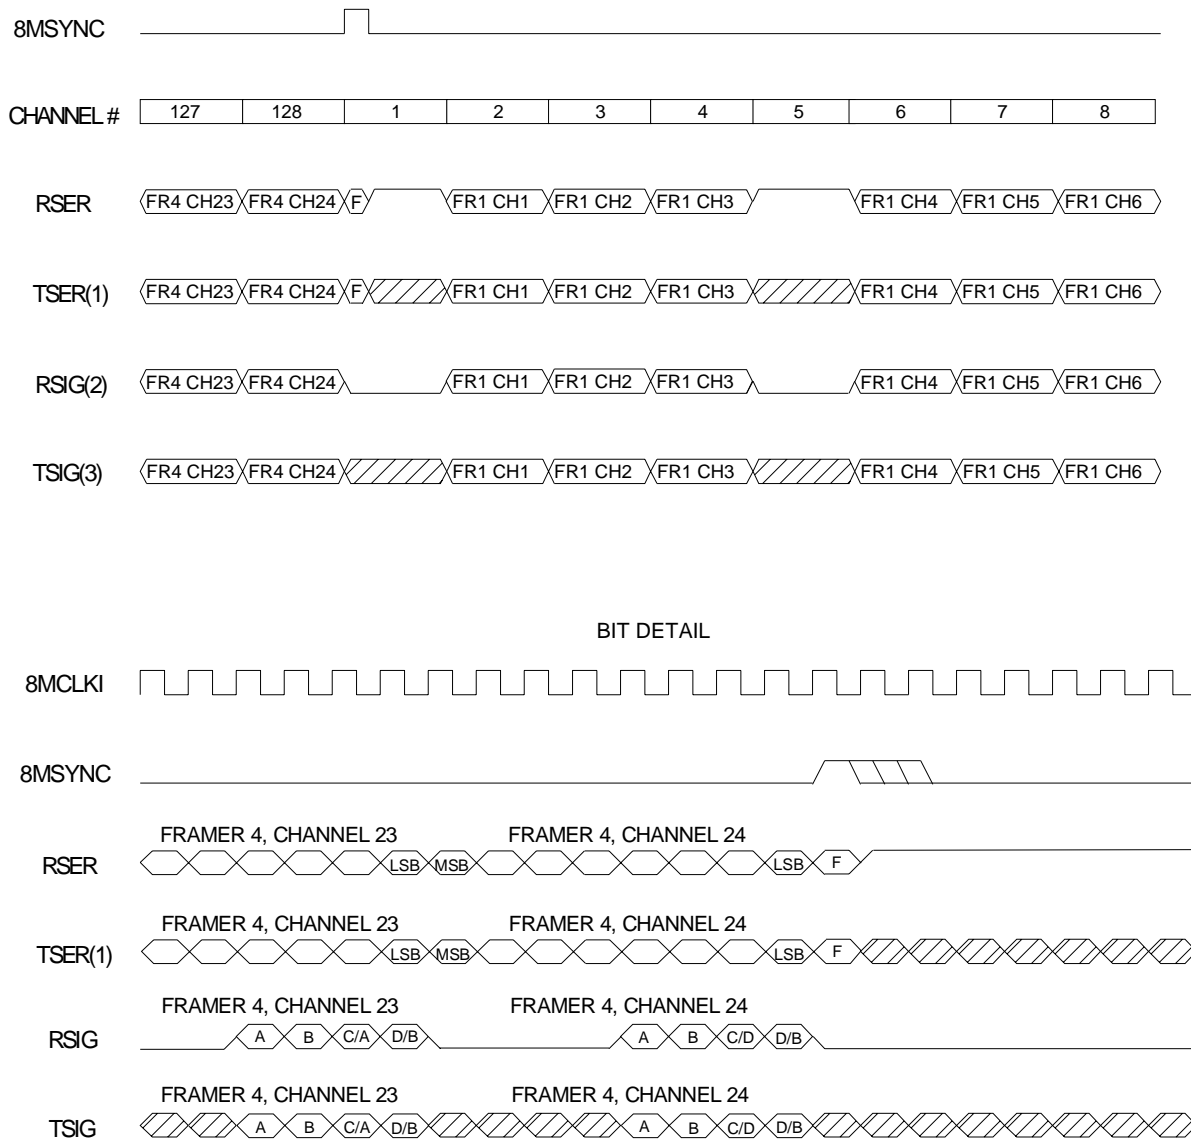 8MSYNC
CHANNEL # 127 128 1 2 3 4 5 6 7 8
RSER FR4 CH23 FR4 CH24 F FR1 CH1 FR1 CH2 FR1 CH3 FR1 CH4 FR1 CH5 FR1 CH6
TSER(1) FR4 CH23 FR4 CH24 F FR1 CH1 FR1 CH2 FR1 CH3 FR1 CH4 FR1 CH5 FR1 CH6
RSIG(2) FR4 CH23 FR4 CH24 FR1 CH1 FR1 CH2 FR1 CH3 FR1 CH4 FR1 CH5 FR1 CH6
TSIG(3) FR4 CH23 FR4 CH24 FR1 CH1 FR1 CH2 FR1 CH3 FR1 CH4 FR1 CH5 FR1 CH6
BIT DETAIL
8MCLKI
8MSYNC
FRAMER 4, CHANNEL 23 FRAMER 4, CHANNEL 24
RSER LSB MSB LSB F
FRAMER 4, CHANNEL 23 FRAMER 4, CHANNEL 24
TSER(1) LSB MSB LSB F
FRAMER 4, CHANNEL 23 FRAMER 4, CHANNEL 24
RSIG A B C/A D/B A B C/D D/B
FRAMER 4, CHANNEL 23 FRAMER 4, CHANNEL 24
TSIG A B C/A D/B A B C/D D/B